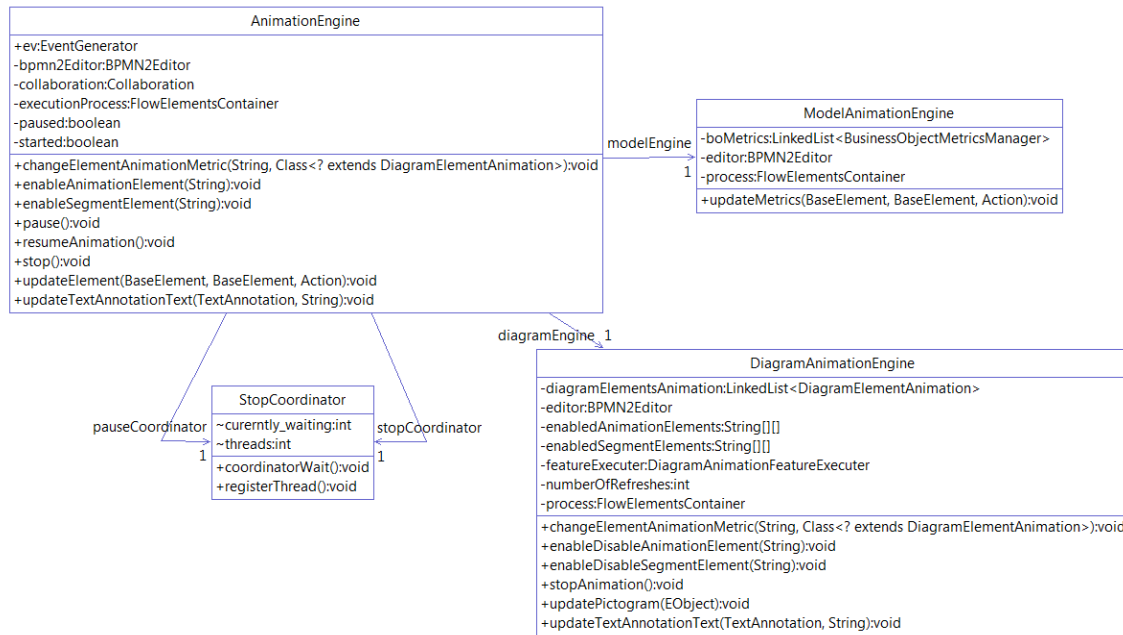 AnimationEngine
+ev:EventGenerator
-bpmn2Editor:BPMN2Editor
-collaboration:Collaboration
-executionProcess:FlowElementsContainer
-paused:boolean
-started:boolean
+changeElementAnimationMetric(String, Class<? extends DiagramElementAnimation>):void
+enableAnimationElement(String):void
+enableSegmentElement(String):void
+pause():void
+resumeAnimation():void
+stop():void
+updateElement(BaseElement, BaseElement, Action):void
+updateTextAnnotationText(TextAnnotation, String):void
modelEngine
1
ModelAnimationEngine
-boMetrics:LinkedList<BusinessObjectMetricsManager>
-editor:BPMN2Editor
-process:FlowElementsContainer
+updateMetrics(BaseElement, BaseElement, Action):void
pauseCoordinator
1
StopCoordinator
~curently_waiting:int
~threads:int
+coordinatorWait():void
+registerThread():void
stopCoordinator
1
diagramEngine 1
DiagramAnimationEngine
-diagramElementsAnimation:LinkedList<DiagramElementAnimation>
-editor:BPMN2Editor
-enabledAnimationElements:String[][]
-enabledSegmentElements:String[][]
-featureExecuter:DiagramAnimationFeatureExecuter
-numberOfRefreshes:int
-process:FlowElementsContainer
+changeElementAnimationMetric(String, Class<? extends DiagramElementAnimation>):void
+enableDisableAnimationElement(String):void
+enableDisableSegmentElement(String):void
+stopAnimation():void
+updatePictogram(EObject):void
+updateTextAnnotationText(TextAnnotation, String):void